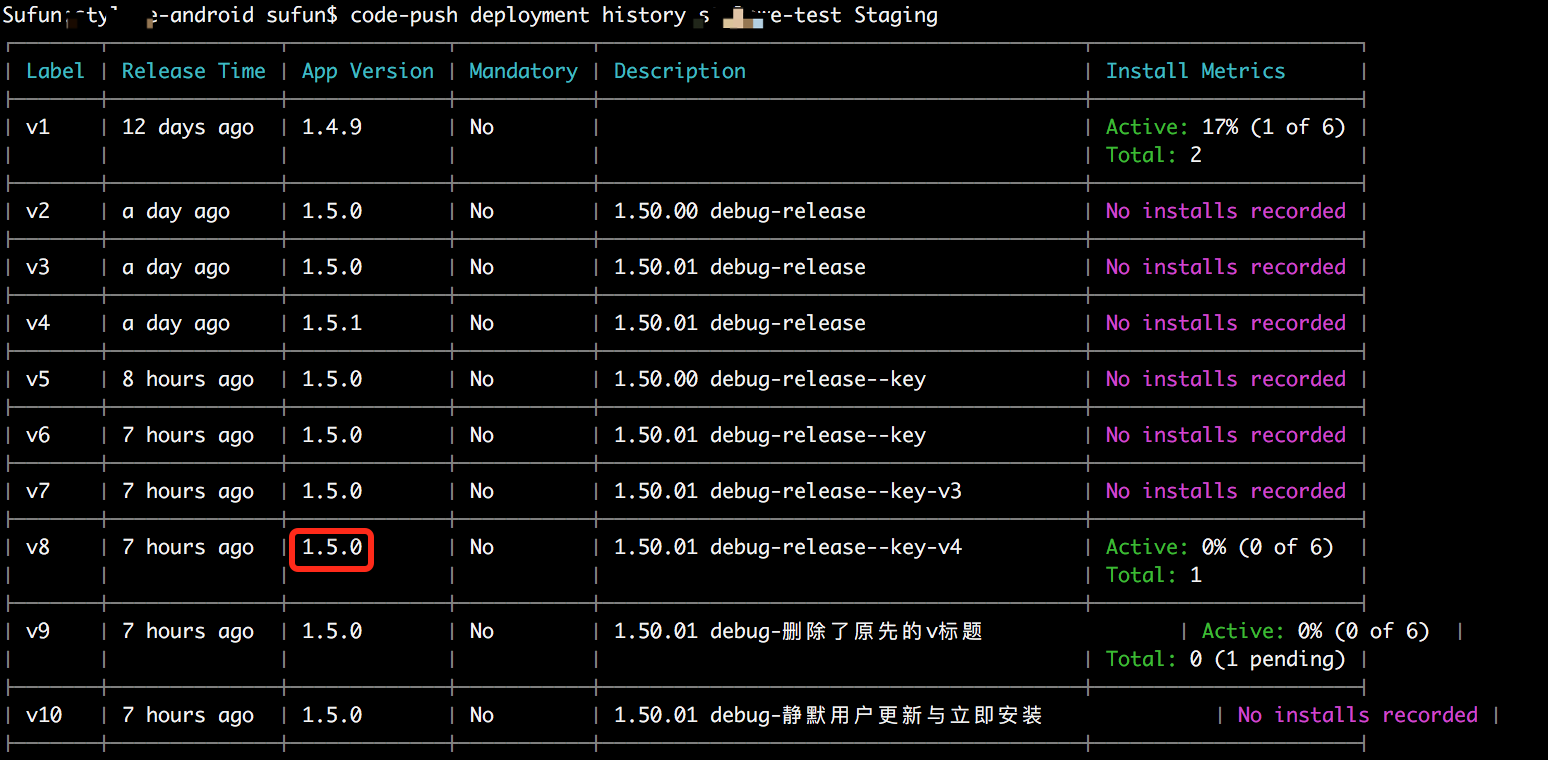 sufun$ code-push deployment history Staging
Label | Release Time | App Version | Mandatory | Description | Install Metrics
v1 | 12 days ago | 1.4.9 | No | | Active: 17% (1 of 6)
Total: 2
v2 | a day ago | 1.5.0 | No | 1.50.00 debug-release | No installs recorded
v3 | a day ago | 1.5.0 | No | 1.50.01 debug-release | No installs recorded
v4 | a day ago | 1.5.1 | No | 1.50.01 debug-release | No installs recorded
v5 | 8 hours ago | 1.5.0 | No | 1.50.00 debug-release--key | No installs recorded
v6 | 7 hours ago | 1.5.0 | No | 1.50.01 debug-release--key | No installs recorded
v7 | 7 hours ago | 1.5.0 | No | 1.50.01 debug-release--key-v3 | No installs recorded
v8 | 7 hours ago | 1.5.0 | No | 1.50.01 debug-release--key-v4 | Active: 0% (0 of 6)
Total: 1
v9 | 7 hours ago | 1.5.0 | No | 1.50.01 debug-删除了原先的v标题 | Active: 0% (0 of 6)
Total: 0 (1 pending)
v10 | 7 hours ago | 1.5.0 | No | 1.50.01 debug-静默用户更新与立即安装 | No installs recorded